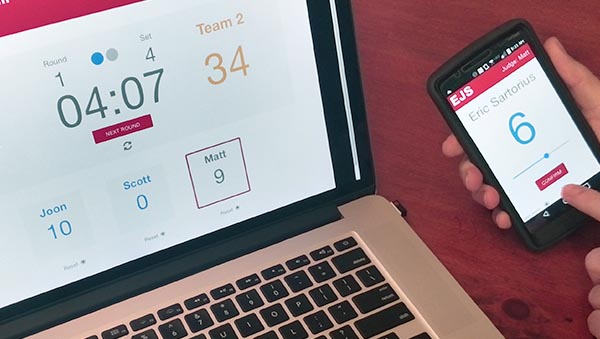 Round
1
Set
4
04:07
NEXT ROUND
Team 2
34
Joon
10
Reset
Scott
0
Reset
Matt
9
Reset
EJS
Judge: Matt
Eric Sartorius
6
CONFIRM